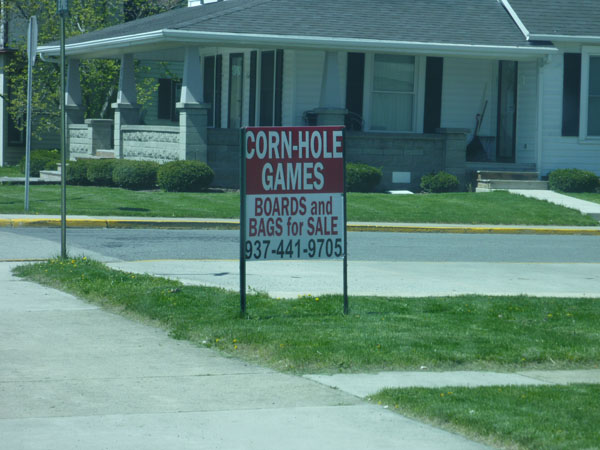 CORN-HOLE
GAMES
BOARDS and
BAGS for SALE
937-441-9705